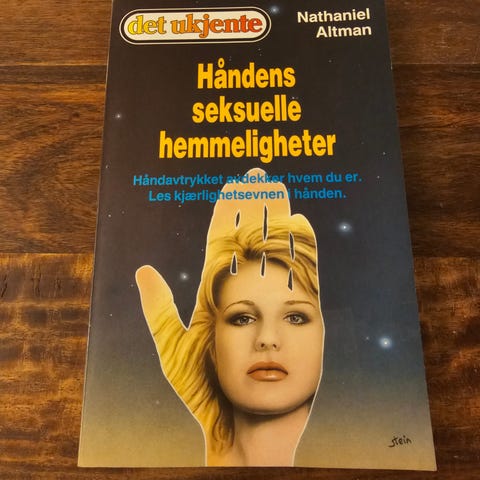 det ukjente
Nathaniel
Altman
Håndens
seksuelle
hemmeligheter
Håndavtrykket avdekker hvem du er.
Les kjærlighetsevnen i hånden.
stein